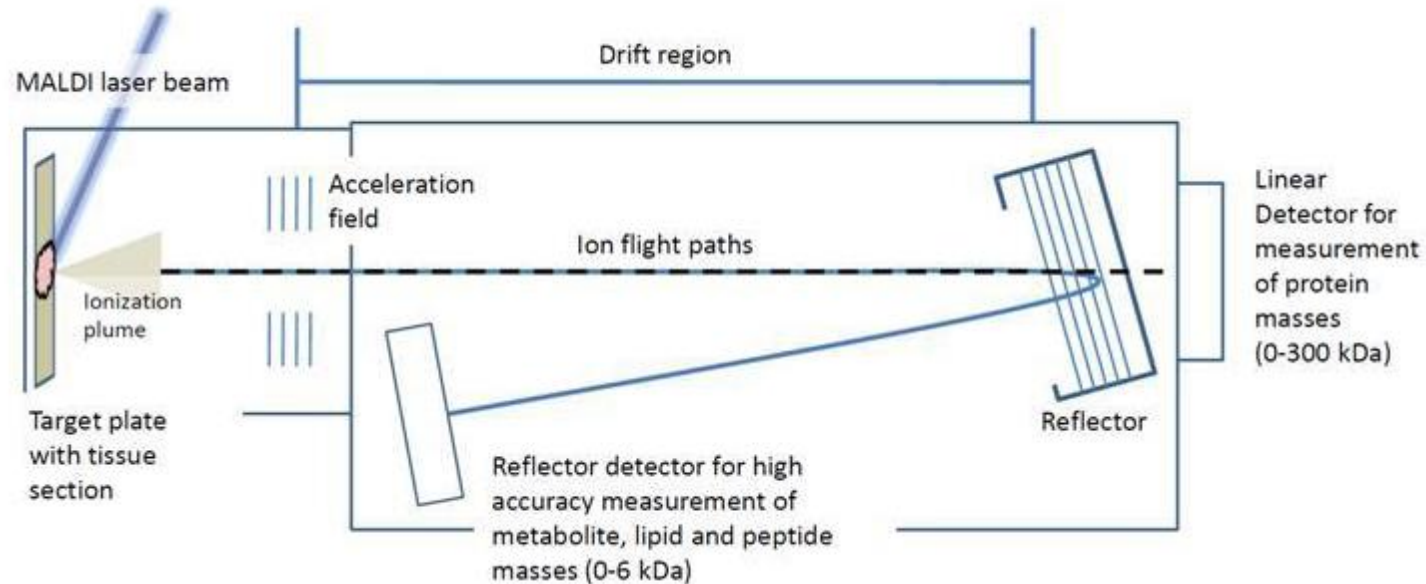 Drift region
MALDI laser beam
Acceleration
field
Linear
Detector for
measurement
of protein
masses
(0-300 kDa)
Ion flight paths
Ionization
plume
Target plate
with tissue
section
Reflector
Reflector detector for high
accuracy measurement of
metabolite, lipid and peptide
masses (0-6 kDa)